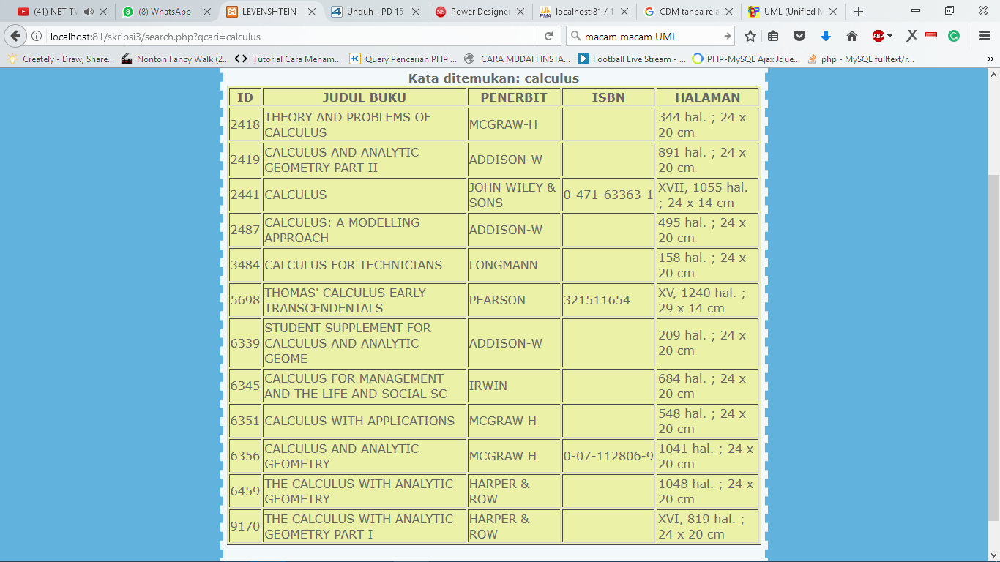 (41) NET TV
(8) WhatsApp
LEVENSHTEIN
Unduh - PD 15
Power Designer
localhost:81 / 1
CDM tanpa rela
UML (Unified M
localhost:81/skripsi3/search.php?qcari=calculus
macam macam UML
ABP
Creately - Draw, Share...
Nonton Fancy Walk (2...
Tutorial Cara Menam...
Query Pencarian PHP ...
CARA MUDAH INSTA...
Football Live Stream - ...
PHP-MySQL Ajax Jque...
php - MySQL fulltext/r...
Kata ditemukan: calculus
ID JUDUL BUKU PENERBIT ISBN HALAMAN
2418 THEORY AND PROBLEMS OF CALCULUS MCGRAW-H 344 hal. ; 24 x 20 cm
2419 CALCULUS AND ANALYTIC GEOMETRY PART II ADDISON-W 891 hal. ; 24 x 20 cm
2441 CALCULUS JOHN WILEY & SONS 0-471-63363-1 XVII, 1055 hal. ; 24 x 14 cm
2487 CALCULUS: A MODELLING APPROACH ADDISON-W 495 hal. ; 24 x 20 cm
3484 CALCULUS FOR TECHNICIANS LONGMANN 158 hal. ; 24 x 20 cm
5698 THOMAS' CALCULUS EARLY TRANSCENDENTALS PEARSON 321511654 XV, 1240 hal. ; 29 x 14 cm
6339 STUDENT SUPPLEMENT FOR CALCULUS AND ANALYTIC GEOME ADDISON-W 209 hal. ; 24 x 20 cm
6345 CALCULUS FOR MANAGEMENT AND THE LIFE AND SOCIAL SC IRWIN 684 hal. ; 24 x 20 cm
6351 CALCULUS WITH APPLICATIONS MCGRAW H 548 hal. ; 24 x 20 cm
6356 CALCULUS AND ANALYTIC GEOMETRY MCGRAW H 0-07-112806-9 1041 hal. ; 24 x 20 cm
6459 THE CALCULUS WITH ANALYTIC GEOMETRY HARPER & ROW 1048 hal. ; 24 x 20 cm
9170 THE CALCULUS WITH ANALYTIC GEOMETRY PART I HARPER & ROW XVI, 819 hal. ; 24 x 20 cm